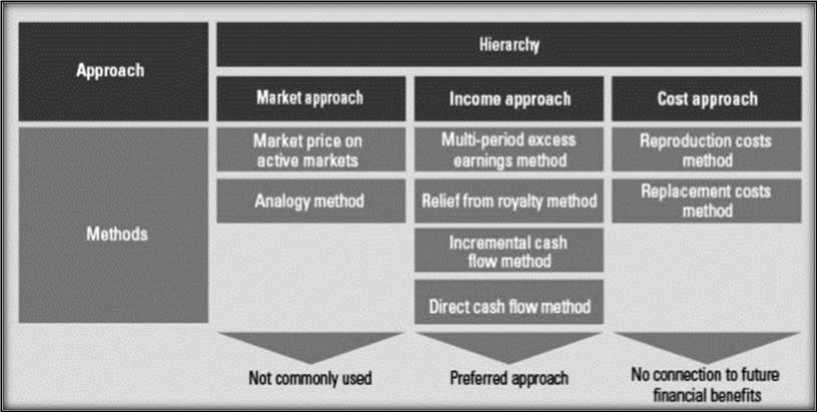 Approach
Hierarchy
Market approach
Income approach
Cost approach
Methods
Market price on
active markets
Multi-period excess
earnings method
Reproduction costs
method
Analogy method
Relief from royalty method
Replacement costs
method
Incremental cash
flow method
Direct cash flow method
Not commonly used
Preferred approach
No connection to future
financial benefits